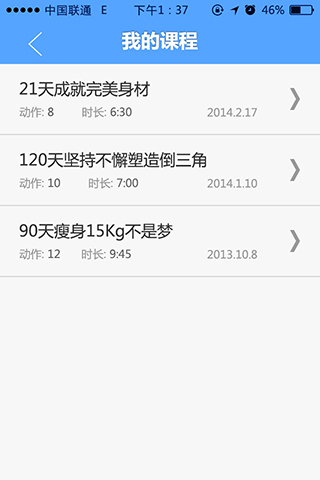 中国联通 E 下午1：37 46%
我的课程
21天成就完美身材
动作: 8 时长: 6:30 2014.2.17
120天坚持不懈塑造倒三角
动作: 10 时长: 7:00 2014.1.10
90天瘦身15Kg不是梦
动作: 12 时长: 9:45 2013.10.8